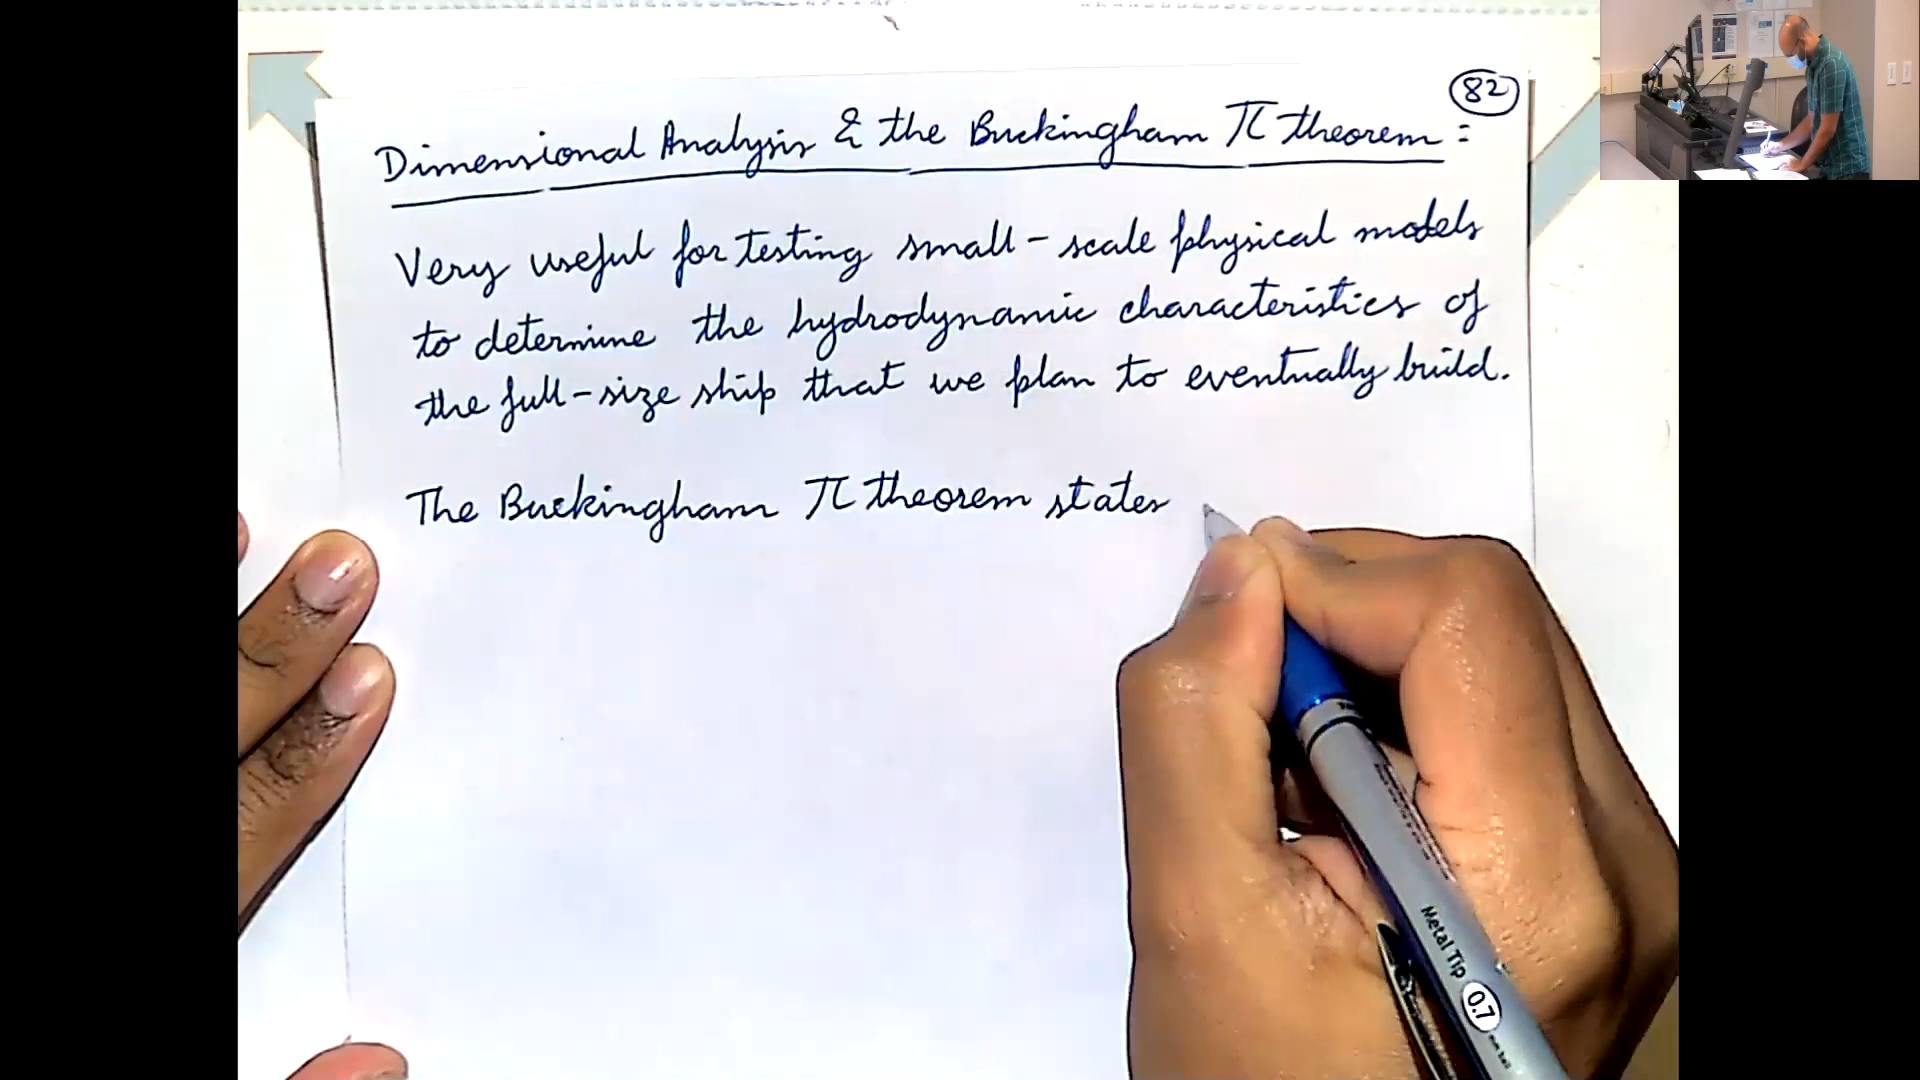 82
Dimensional Analysis & the Buckingham π theorem:
Very useful for testing small-scale physical models
to determine the hydrodynamic characteristics of
the full-size ship that we plan to eventually build.
The Buckingham π theorem states
Metal Tip 0.7